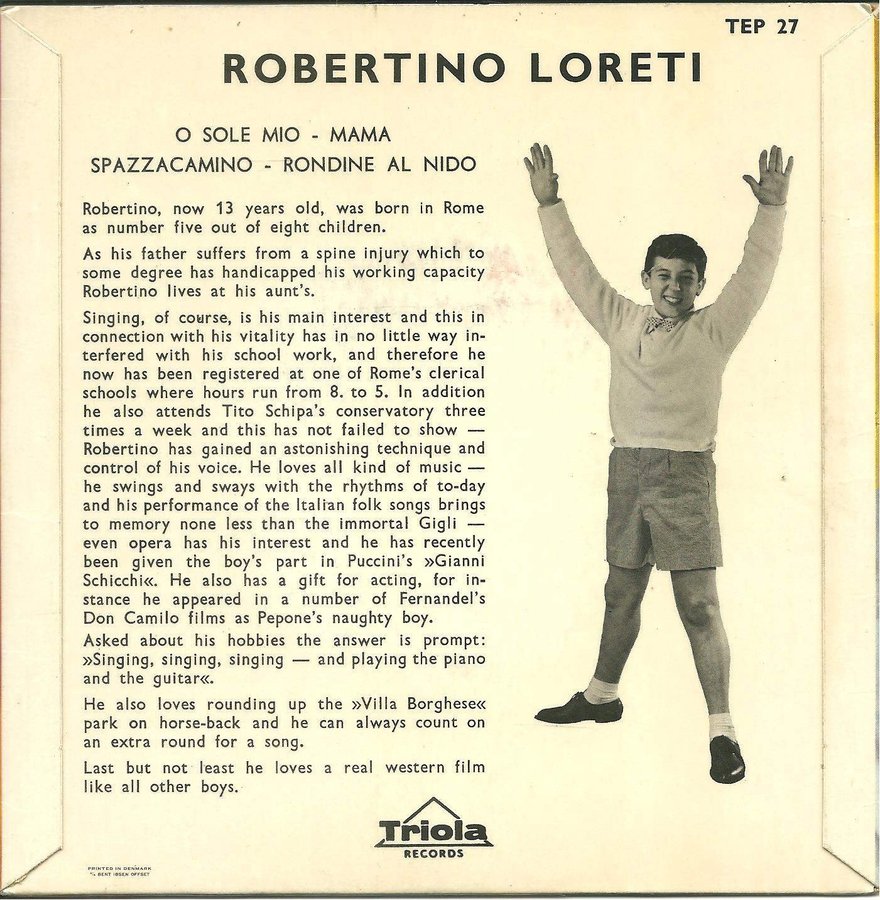 TEP 27
ROBERTINO LORETI
O SOLE MIO - MAMA
SPAZZACAMINO - RONDINE AL NIDO
Robertino, now 13 years old, was born in Rome
as number five out of eight children.
As his father suffers from a spine injury which to
some degree has handicapped his working capacity
Robertino lives at his aunt's.
Singing, of course, is his main interest and this in
connection with his vitality has in no little way in-
terfered with his school work, and therefore he
now has been registered at one of Rome's clerical
schools where hours run from 8. to 5. In addition
he also attends Tito Schipa's conservatory three
times a week and this has not failed to show —
Robertino has gained an astonishing technique and
control of his voice. He loves all kind of music —
he swings and sways with the rhythms of to-day
and his performance of the Italian folk songs brings
to memory none less than the immortal Gigli —
even opera has his interest and he has recently
been given the boy's part in Puccini's »Gianni
Schicchi«. He also has a gift for acting, for in-
stance he appeared in a number of Fernandel's
Don Camilo films as Pepone's naughty boy.
Asked about his hobbies the answer is prompt:
»Singing, singing, singing — and playing the piano
and the guitar«.
He also loves rounding up the »Villa Borghese«
park on horse-back and he can always count on
an extra round for a song.
Last but not least he loves a real western film
like all other boys.
Triola
RECORDS
PRINTED IN DENMARK
BENT IBSEN OFFSET